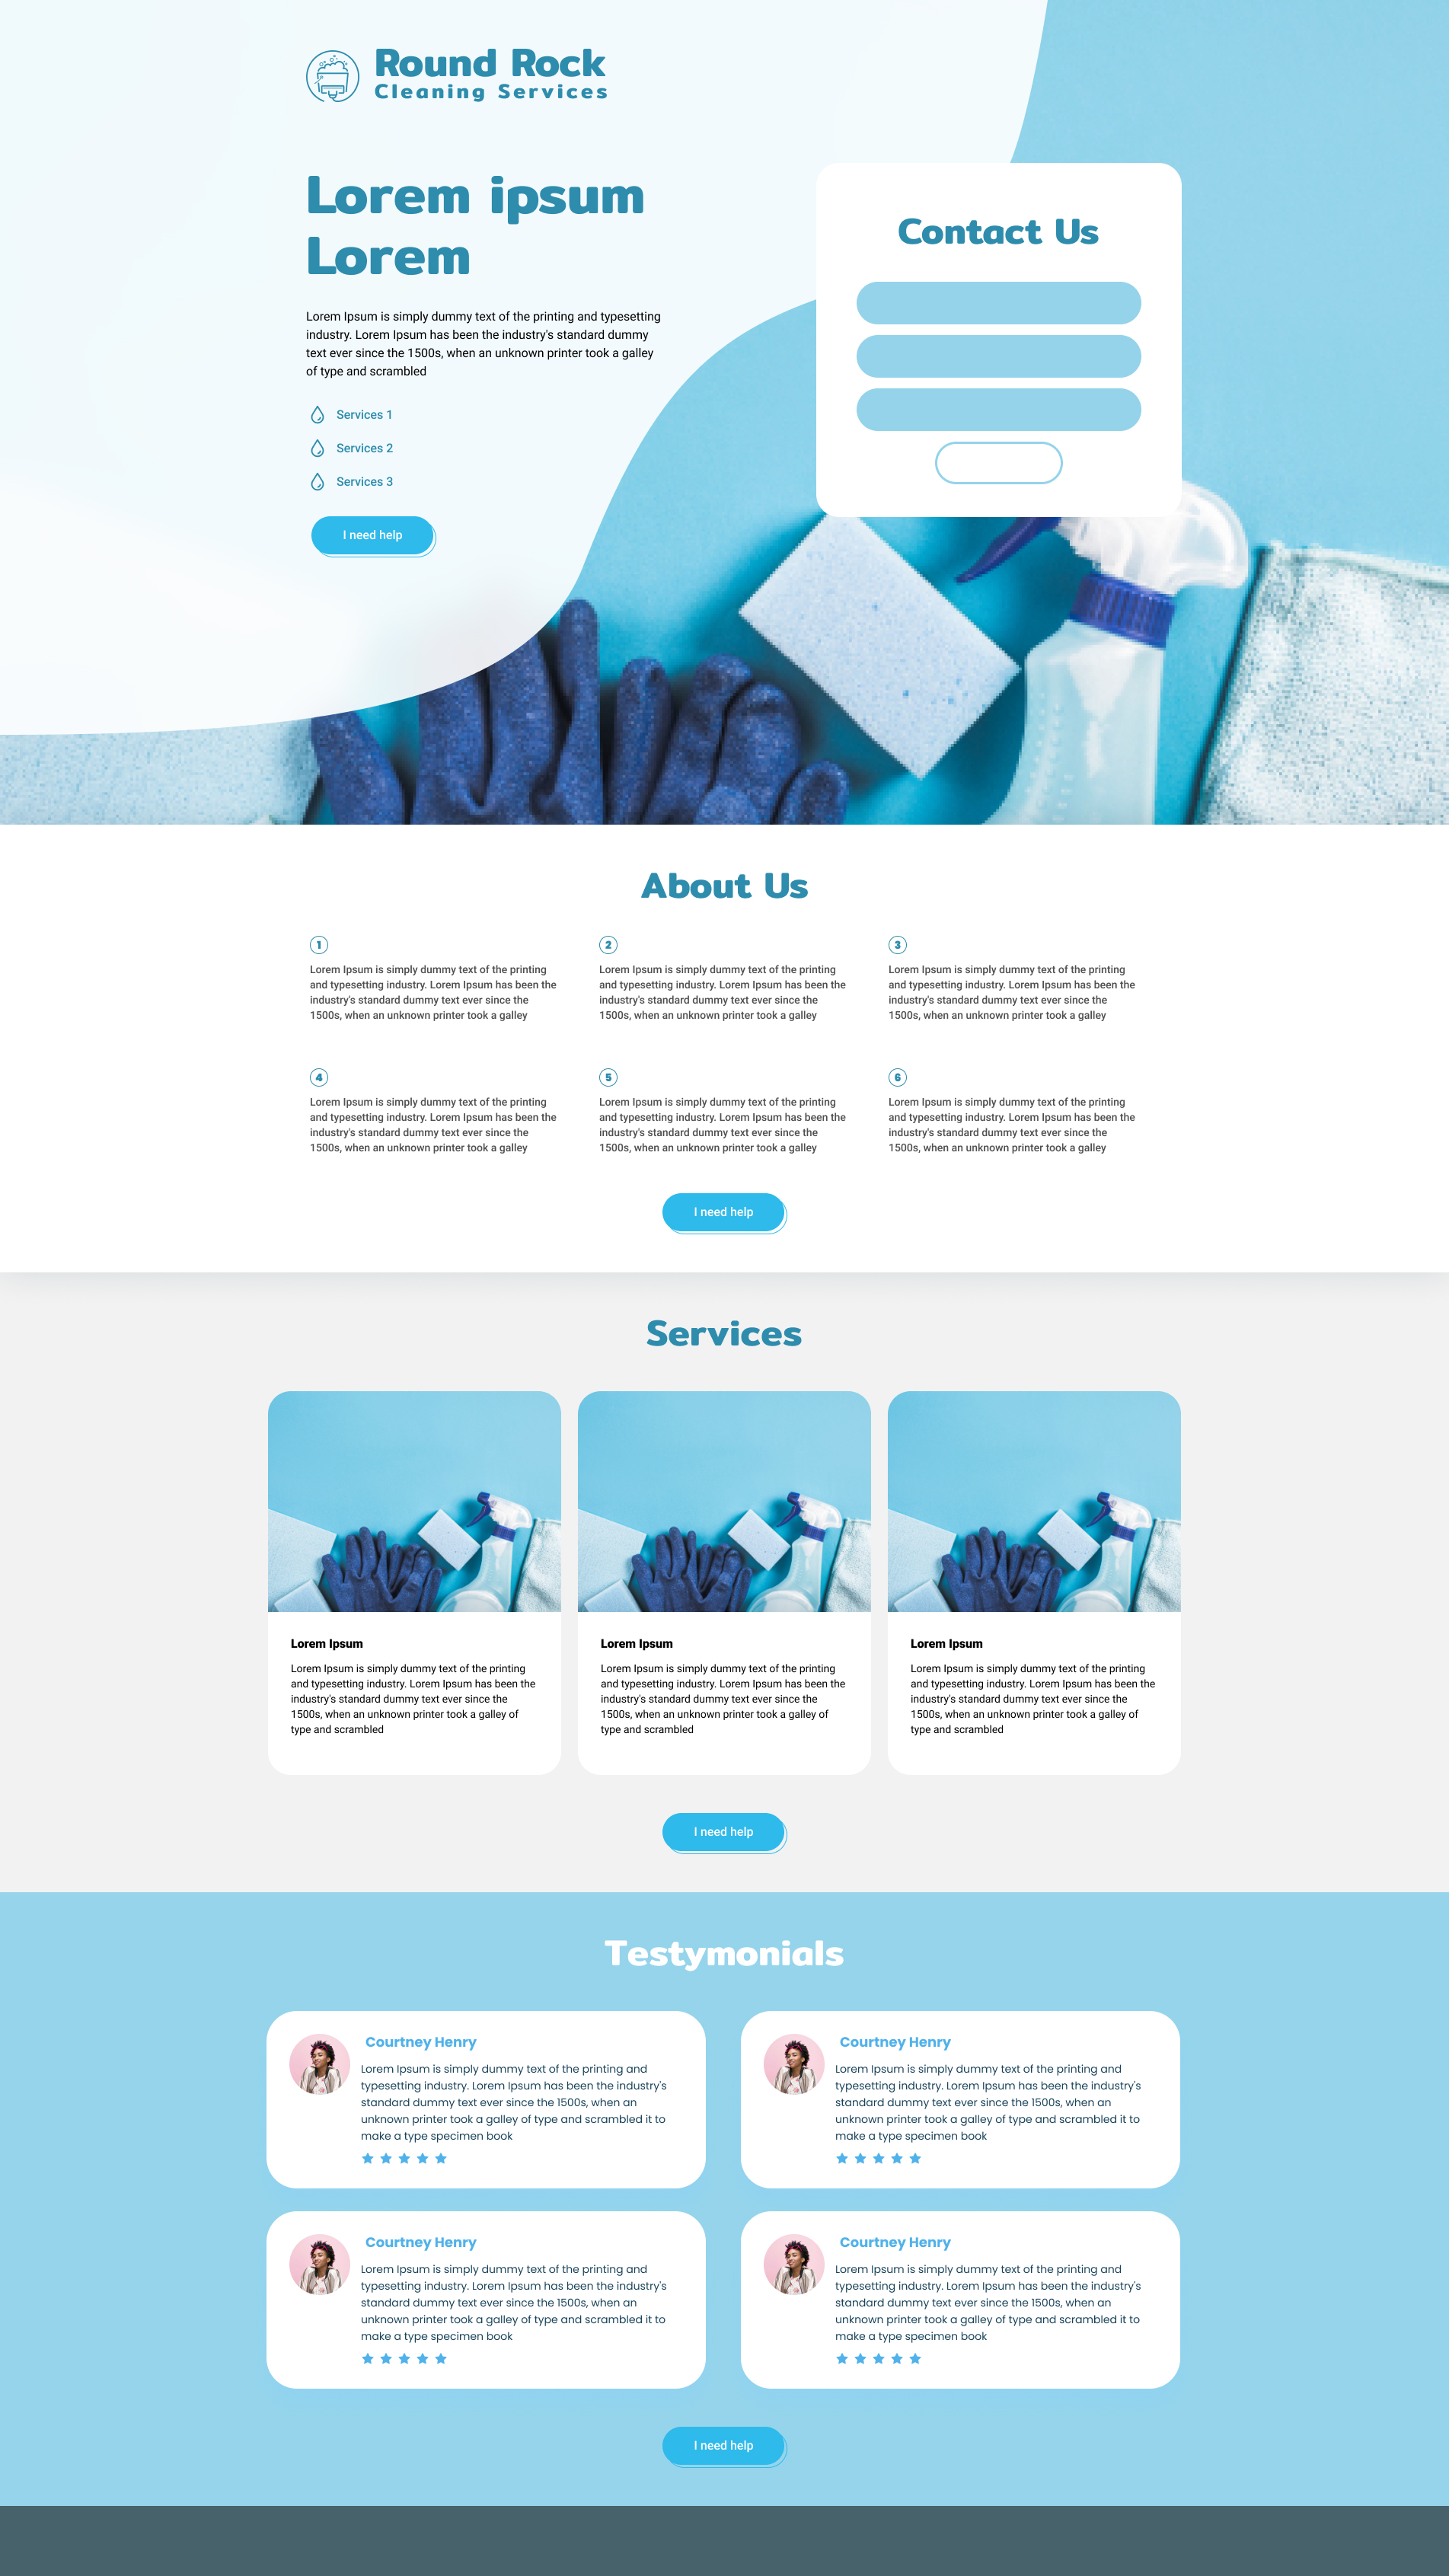 Round Rock
Cleaning Services
Lorem ipsum
Lorem
Lorem Ipsum is simply dummy text of the printing and typesetting
industry. Lorem Ipsum has been the industry's standard dummy
text ever since the 1500s, when an unknown printer took a galley
of type and scrambled
Services 1
Services 2
Services 3
I need help
Contact Us
About Us
1
Lorem Ipsum is simply dummy text of the printing
and typesetting industry. Lorem Ipsum has been the
industry's standard dummy text ever since the
1500s, when an unknown printer took a galley
2
Lorem Ipsum is simply dummy text of the printing
and typesetting industry. Lorem Ipsum has been the
industry's standard dummy text ever since the
1500s, when an unknown printer took a galley
3
Lorem Ipsum is simply dummy text of the printing
and typesetting industry. Lorem Ipsum has been the
industry's standard dummy text ever since the
1500s, when an unknown printer took a galley
4
Lorem Ipsum is simply dummy text of the printing
and typesetting industry. Lorem Ipsum has been the
industry's standard dummy text ever since the
1500s, when an unknown printer took a galley
5
Lorem Ipsum is simply dummy text of the printing
and typesetting industry. Lorem Ipsum has been the
industry's standard dummy text ever since the
1500s, when an unknown printer took a galley
6
Lorem Ipsum is simply dummy text of the printing
and typesetting industry. Lorem Ipsum has been the
industry's standard dummy text ever since the
1500s, when an unknown printer took a galley
I need help
Services
Lorem Ipsum
Lorem Ipsum is simply dummy text of the printing
and typesetting industry. Lorem Ipsum has been the
industry's standard dummy text ever since the
1500s, when an unknown printer took a galley of
type and scrambled
Lorem Ipsum
Lorem Ipsum is simply dummy text of the printing
and typesetting industry. Lorem Ipsum has been the
industry's standard dummy text ever since the
1500s, when an unknown printer took a galley of
type and scrambled
Lorem Ipsum
Lorem Ipsum is simply dummy text of the printing
and typesetting industry. Lorem Ipsum has been the
industry's standard dummy text ever since the
1500s, when an unknown printer took a galley of
type and scrambled
I need help
Testymonials
Courtney Henry
Lorem Ipsum is simply dummy text of the printing and
typesetting industry. Lorem Ipsum has been the industry's
standard dummy text ever since the 1500s, when an
unknown printer took a galley of type and scrambled it to
make a type specimen book
Courtney Henry
Lorem Ipsum is simply dummy text of the printing and
typesetting industry. Lorem Ipsum has been the industry's
standard dummy text ever since the 1500s, when an
unknown printer took a galley of type and scrambled it to
make a type specimen book
Courtney Henry
Lorem Ipsum is simply dummy text of the printing and
typesetting industry. Lorem Ipsum has been the industry's
standard dummy text ever since the 1500s, when an
unknown printer took a galley of type and scrambled it to
make a type specimen book
Courtney Henry
Lorem Ipsum is simply dummy text of the printing and
typesetting industry. Lorem Ipsum has been the industry's
standard dummy text ever since the 1500s, when an
unknown printer took a galley of type and scrambled it to
make a type specimen book
I need help